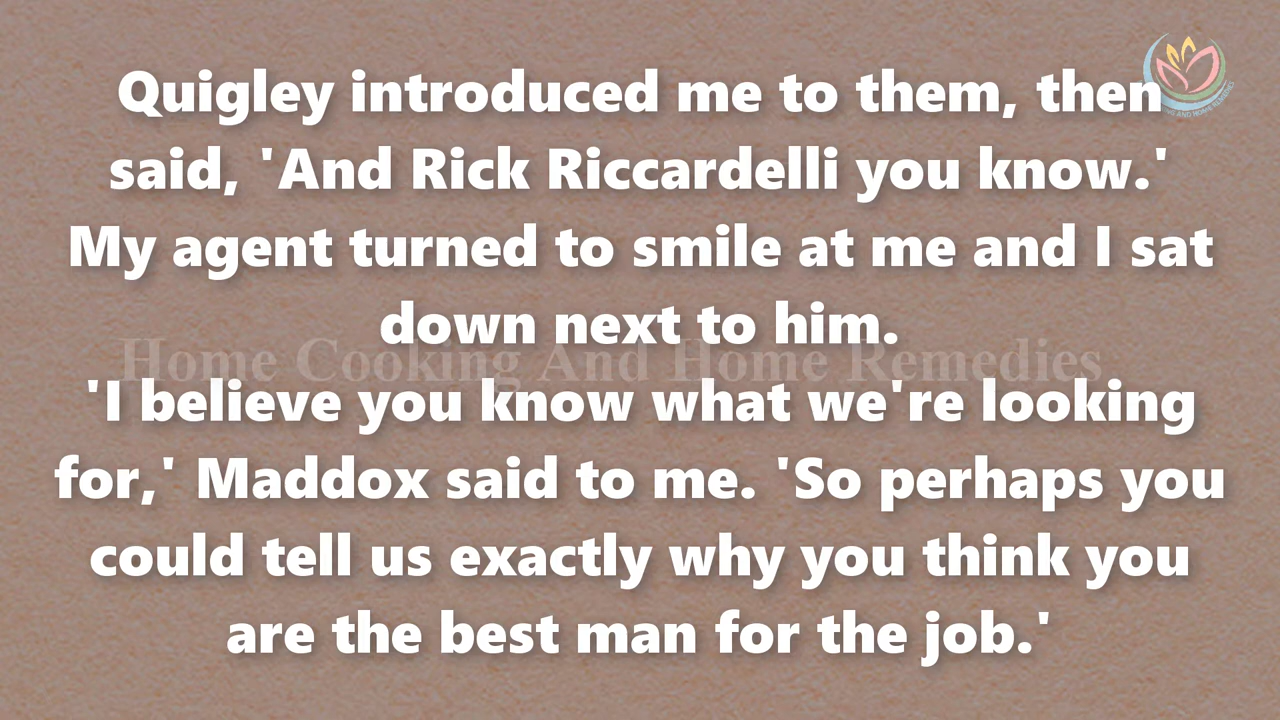 Quigley introduced me to them, then
said, 'And Rick Riccardelli you know.'
My agent turned to smile at me and I sat
down next to him.
Home Cooking And Home Remedies
'I believe you know what we're looking
for,' Maddox said to me. 'So perhaps you
could tell us exactly why you think you
are the best man for the job.'
AND HOME REMEDIES